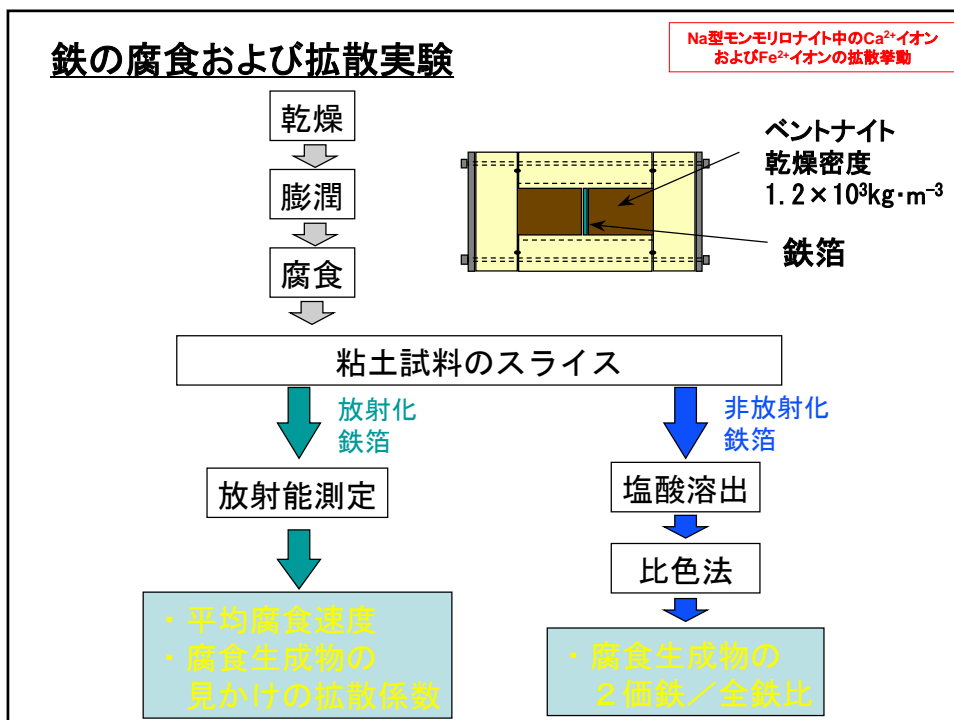 鉄の腐食および拡散実験
Na型モンモリロナイト中のCa²⁺イオン
およびFe²⁺イオンの拡散挙動
乾燥
膨潤
腐食
ベントナイト
乾燥密度
1.2×10³kg・m⁻³
鉄箔
粘土試料のスライス
放射化
鉄箔
非放射化
鉄箔
放射能測定
塩酸溶出
比色法
・平均腐食速度
・腐食生成物の
見かけの拡散係数
・腐食生成物の
２価鉄／全鉄比